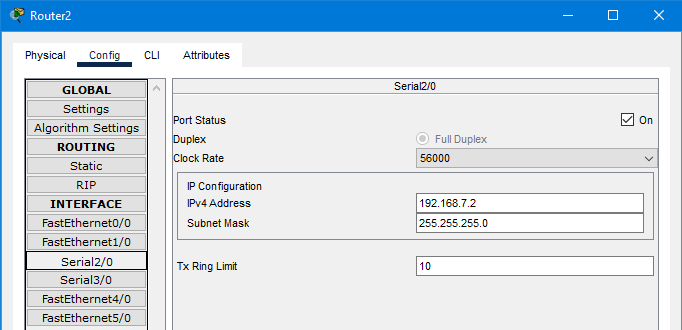 Router2
Physical Config CLI Attributes
GLOBAL
Settings
Algorithm Settings
ROUTING
Static
RIP
INTERFACE
FastEthernet0/0
FastEthernet1/0
Serial2/0
Serial3/0
FastEthernet4/0
FastEthernet5/0
Serial2/0
Port Status On
Duplex Full Duplex
Clock Rate 56000
IP Configuration
IPv4 Address 192.168.7.2
Subnet Mask 255.255.255.0
Tx Ring Limit 10